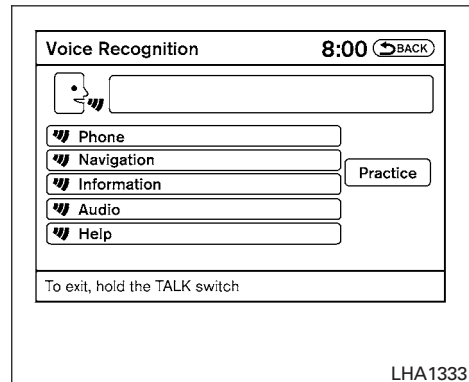 Voice Recognition 8:00 BACK
Phone
Navigation
Practice
Information
Audio
Help
To exit, hold the TALK switch
LHA1333